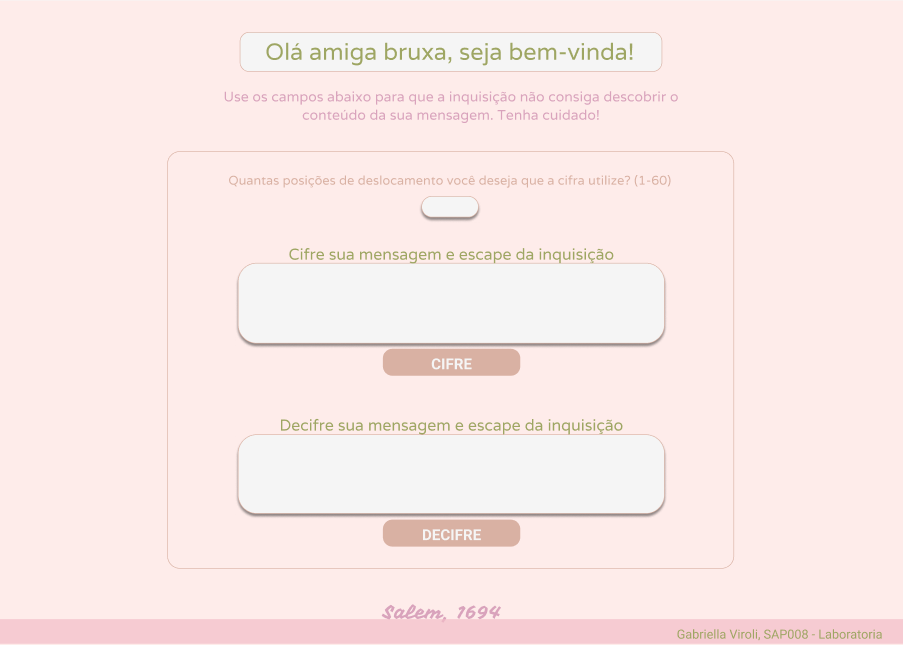 Olá amiga bruxa, seja bem-vinda!
Use os campos abaixo para que a inquisição não consiga descobrir o
conteúdo da sua mensagem. Tenha cuidado!
Quantas posições de deslocamento você deseja que a cifra utilize? (1-60)
Cifre sua mensagem e escape da inquisição
CIFRE
Decifre sua mensagem e escape da inquisição
DECIFRE
Salem, 1694
Gabriella Viroli, SAP008 - Laboratoria